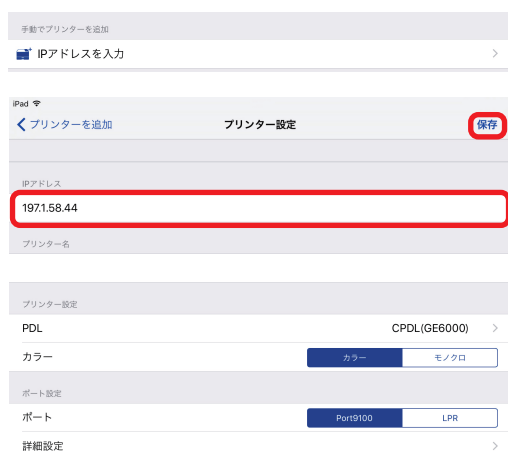 手動でプリンターを追加
IPアドレスを入力
iPad
プリンターを追加 プリンター設定 保存
IPアドレス
197.1.58.44
プリンター名
プリンター設定
PDL CPDL(GE6000)
カラー カラー モノクロ
ポート設定
ポート Port9100 LPR
詳細設定